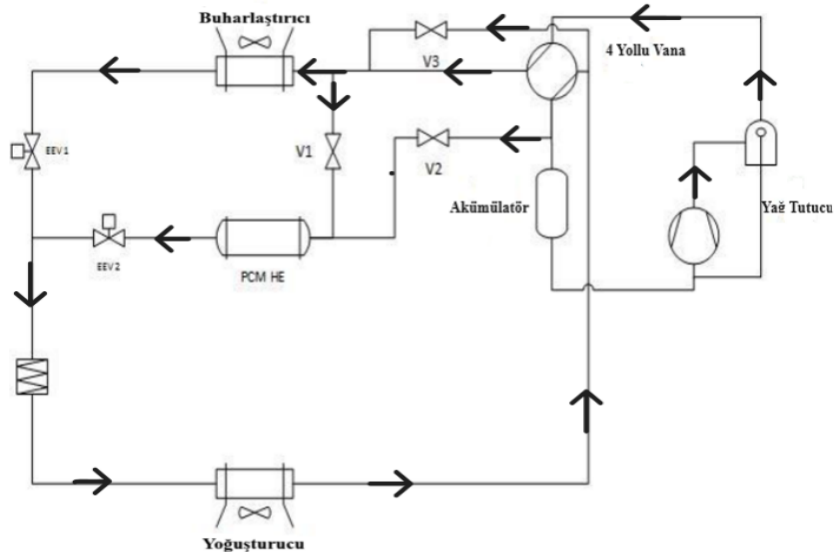 Buharlaştırıcı
4 Yollu Vana
V3
EEV1
V1
V2
Akümülatör
Yağ Tutucu
EEV2
PCM HE
Yoğuşturucu